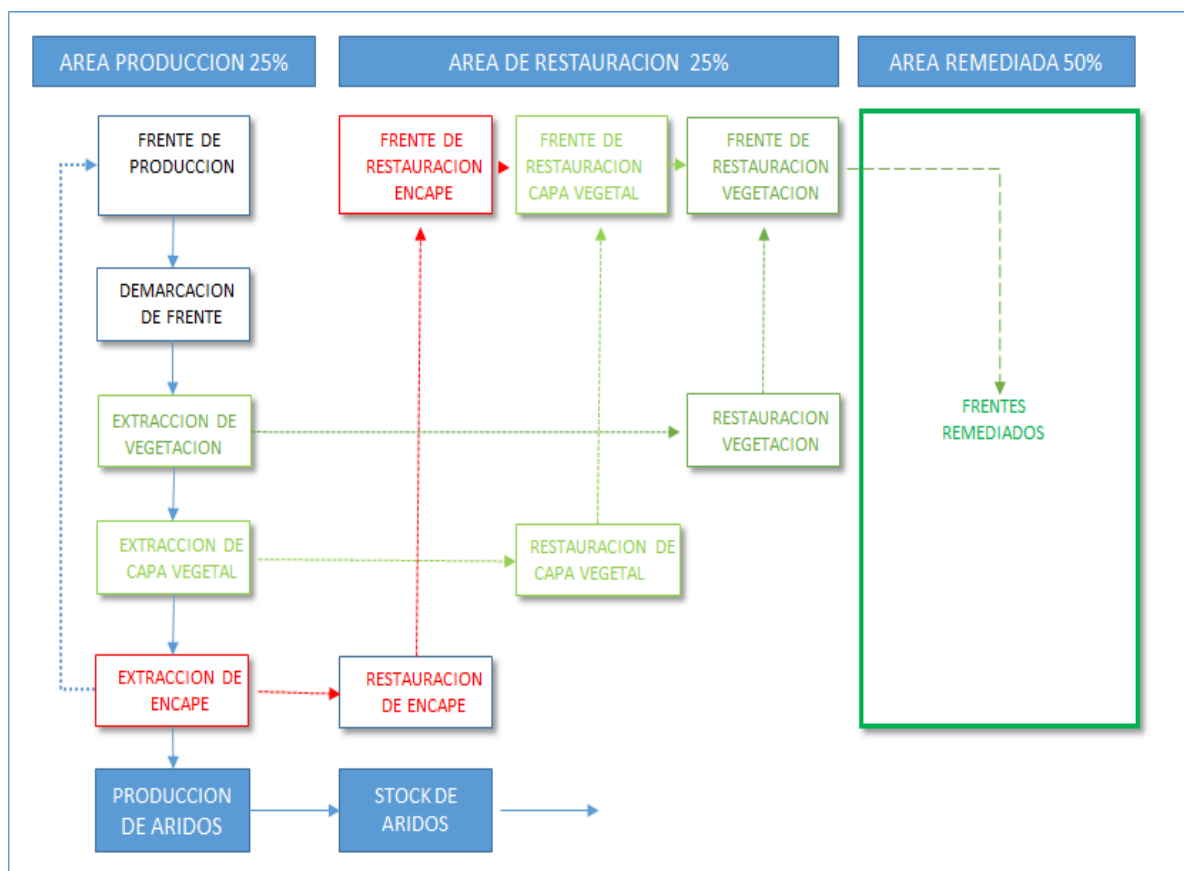 AREA PRODUCCION 25%
AREA DE RESTAURACION 25%
AREA REMEDIADA 50%
FRENTE DE
PRODUCCION
FRENTE DE
RESTAURACION
ENCAPE
FRENTE DE
RESTAURACION
CAPA VEGETAL
FRENTE DE
RESTAURACION
VEGETACION
DEMARCACION
DE FRENTE
EXTRACCION DE
VEGETACION
RESTAURACION
VEGETACION
FRENTES
REMEDIADOS
EXTRACCION DE
CAPA VEGETAL
RESTAURACION DE
CAPA VEGETAL
EXTRACCION DE
ENCAPE
RESTAURACION
DE ENCAPE
PRODUCCION
DE ARIDOS
STOCK DE
ARIDOS